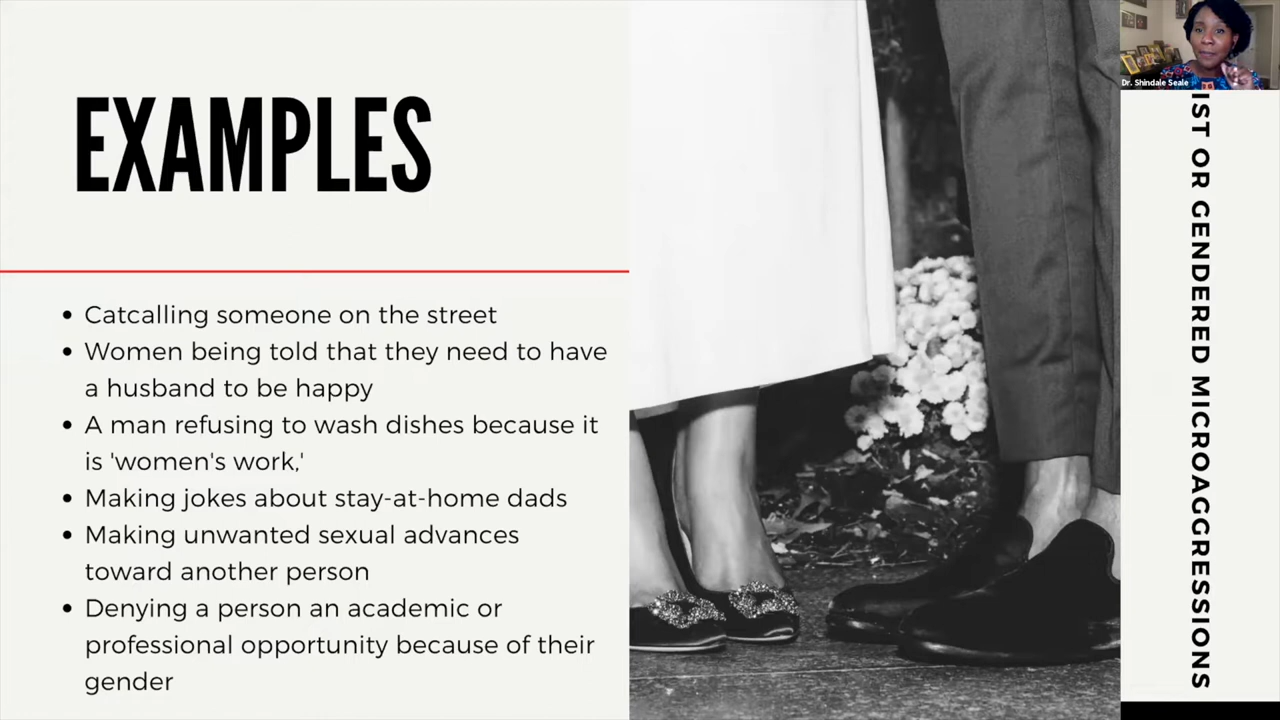 EXAMPLES
Catcalling someone on the street
Women being told that they need to have
a husband to be happy
A man refusing to wash dishes because it
is 'women's work,'
Making jokes about stay-at-home dads
Making unwanted sexual advances
toward another person
Denying a person an academic or
professional opportunity because of their
gender
Dr. Shindale Seale
IST OR GENDERED MICROAGGRESSIONS